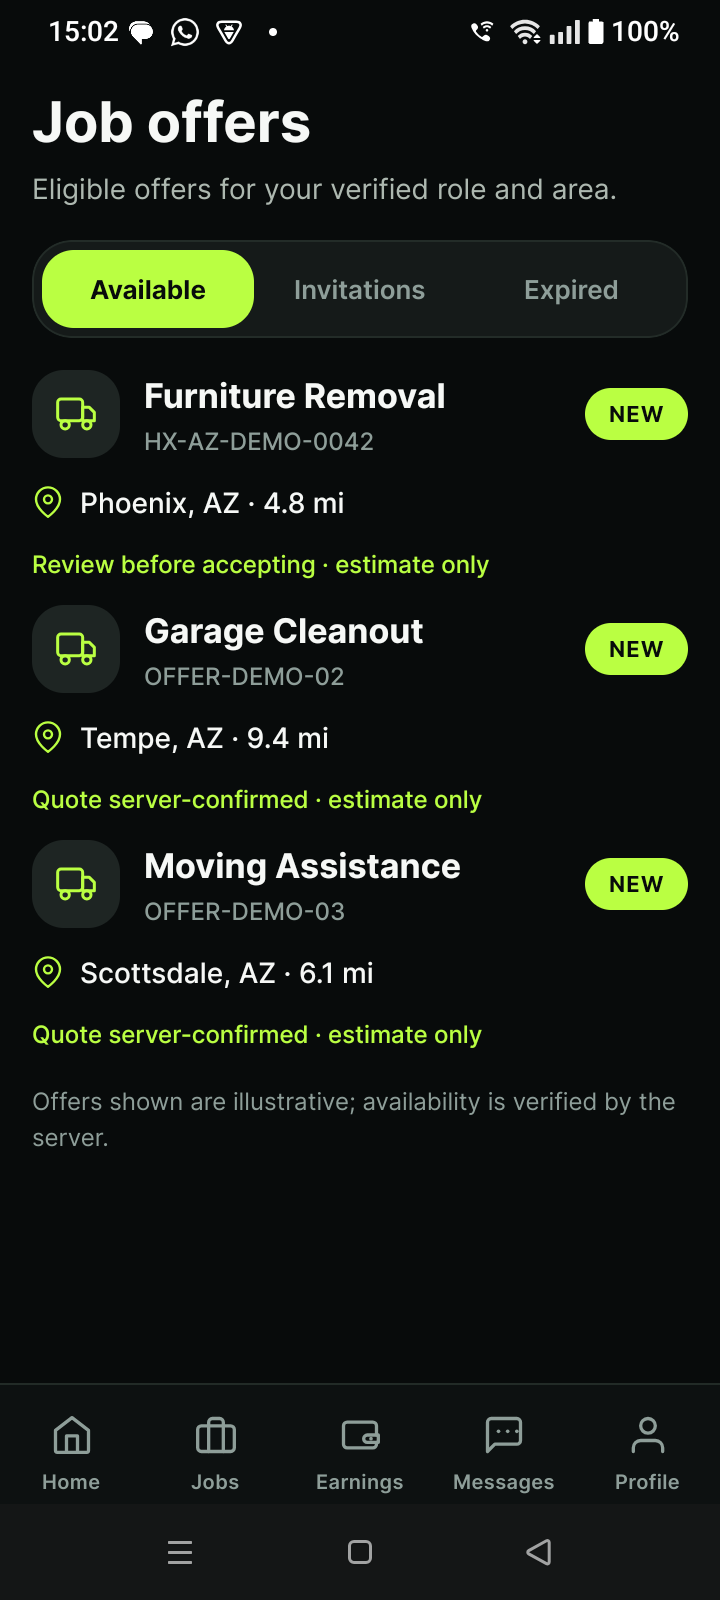 15:02
100%
Job offers
Eligible offers for your verified role and area.
Available
Invitations
Expired
Furniture Removal
NEW
HX-AZ-DEMO-0042
Phoenix, AZ · 4.8 mi
Review before accepting · estimate only
Garage Cleanout
NEW
OFFER-DEMO-02
Tempe, AZ · 9.4 mi
Quote server-confirmed · estimate only
Moving Assistance
NEW
OFFER-DEMO-03
Scottsdale, AZ · 6.1 mi
Quote server-confirmed · estimate only
Offers shown are illustrative; availability is verified by the
server.
Home
Jobs
Earnings
Messages
Profile